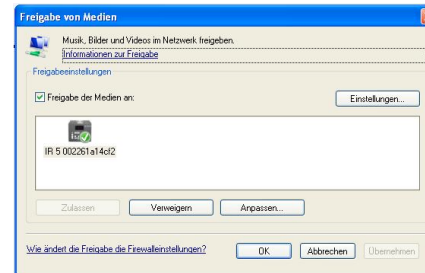 Freigabe von Medien
Musik, Bilder und Videos im Netzwerk freigeben.
Informationen zur Freigabe
Freigabeeinstellungen
Freigabe der Medien an:
Einstellungen...
IR 5 002261a14cf2
Zulassen
Verweigern
Anpassen...
Wie ändert die Freigabe die Firewalleinstellungen?
OK
Abbrechen
Übernehmen